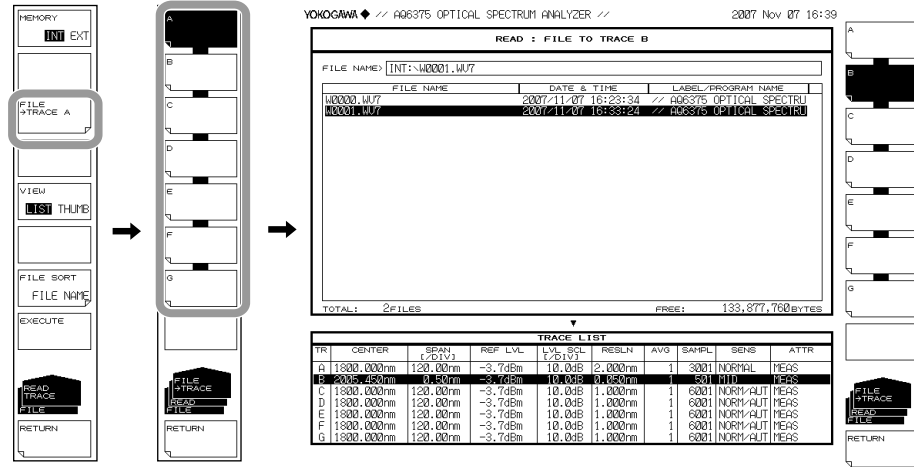 MEMORY
INT EXT
FILE
→TRACE A
VIEW
LIST THUMB
FILE SORT
FILE NAME
EXECUTE
READ
TRACE
FILE
RETURN
A
B
C
D
E
F
G
FILE
→TRACE
READ
FILE
RETURN
YOKOGAWA ◆ // AQ6375 OPTICAL SPECTRUM ANALYZER // 2007 Nov 07 16:39
READ : FILE TO TRACE B
FILE NAME> INT:\W0001.WV7
FILE NAME DATE & TIME LABEL/PROGRAM NAME
W0000.WV7 2007/11/07 16:23:34 // AQ6375 OPTICAL SPECTRU
W0001.WV7 2007/11/07 16:33:24 // AQ6375 OPTICAL SPECTRU
TOTAL: 2FILES FREE: 133,877,760BYTES
TRACE LIST
TR CENTER SPAN [/DIV] REF LVL LVL SCL [/DIV] RESLN AVG SAMPL SENS ATTR
A 1800.000nm 120.00nm -3.7dBm 10.0dB 2.000nm 1 3001 NORMAL MEAS
B 2005.450nm 0.50nm -3.7dBm 10.0dB 0.050nm 1 501 MID MEAS
C 1800.000nm 120.00nm -3.7dBm 10.0dB 1.000nm 1 6001 NORM/AUT MEAS
D 1800.000nm 120.00nm -3.7dBm 10.0dB 1.000nm 1 6001 NORM/AUT MEAS
E 1800.000nm 120.00nm -3.7dBm 10.0dB 1.000nm 1 6001 NORM/AUT MEAS
F 1800.000nm 120.00nm -3.7dBm 10.0dB 1.000nm 1 6001 NORM/AUT MEAS
G 1800.000nm 120.00nm -3.7dBm 10.0dB 1.000nm 1 6001 NORM/AUT MEAS
A
B
C
D
E
F
G
FILE
→TRACE
READ
FILE
RETURN